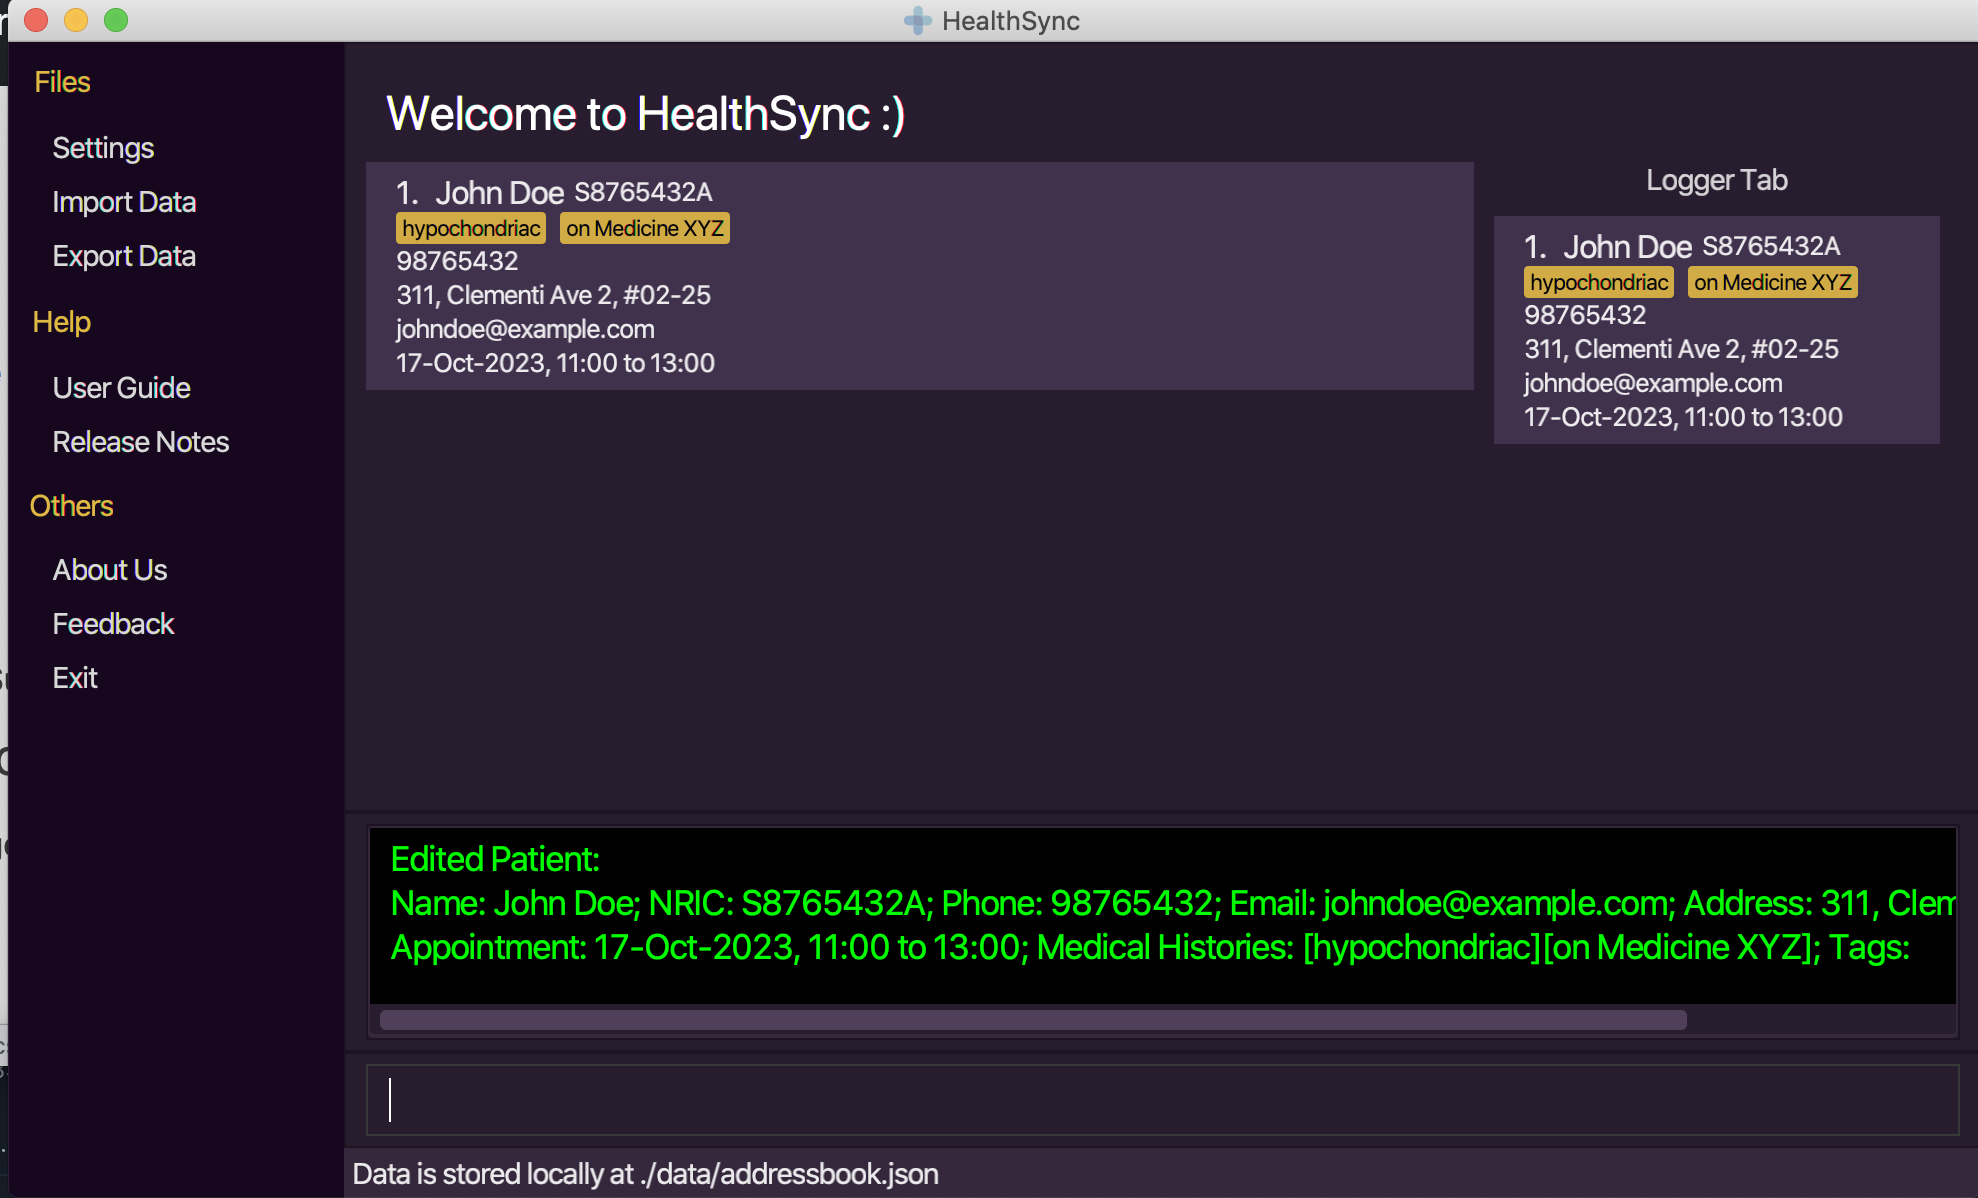 HealthSync
Files
Settings
Import Data
Export Data
Help
User Guide
Release Notes
Others
About Us
Feedback
Exit
Welcome to HealthSync :)
1. John Doe S8765432A
hypochondriac on Medicine XYZ
98765432
311, Clementi Ave 2, #02-25
johndoe@example.com
17-Oct-2023, 11:00 to 13:00
Logger Tab
1. John Doe S8765432A
hypochondriac on Medicine XYZ
98765432
311, Clementi Ave 2, #02-25
johndoe@example.com
17-Oct-2023, 11:00 to 13:00
Edited Patient:
Name: John Doe; NRIC: S8765432A; Phone: 98765432; Email: johndoe@example.com; Address: 311, Clem
Appointment: 17-Oct-2023, 11:00 to 13:00; Medical Histories: [hypochondriac][on Medicine XYZ]; Tags:
Data is stored locally at ./data/addressbook.json